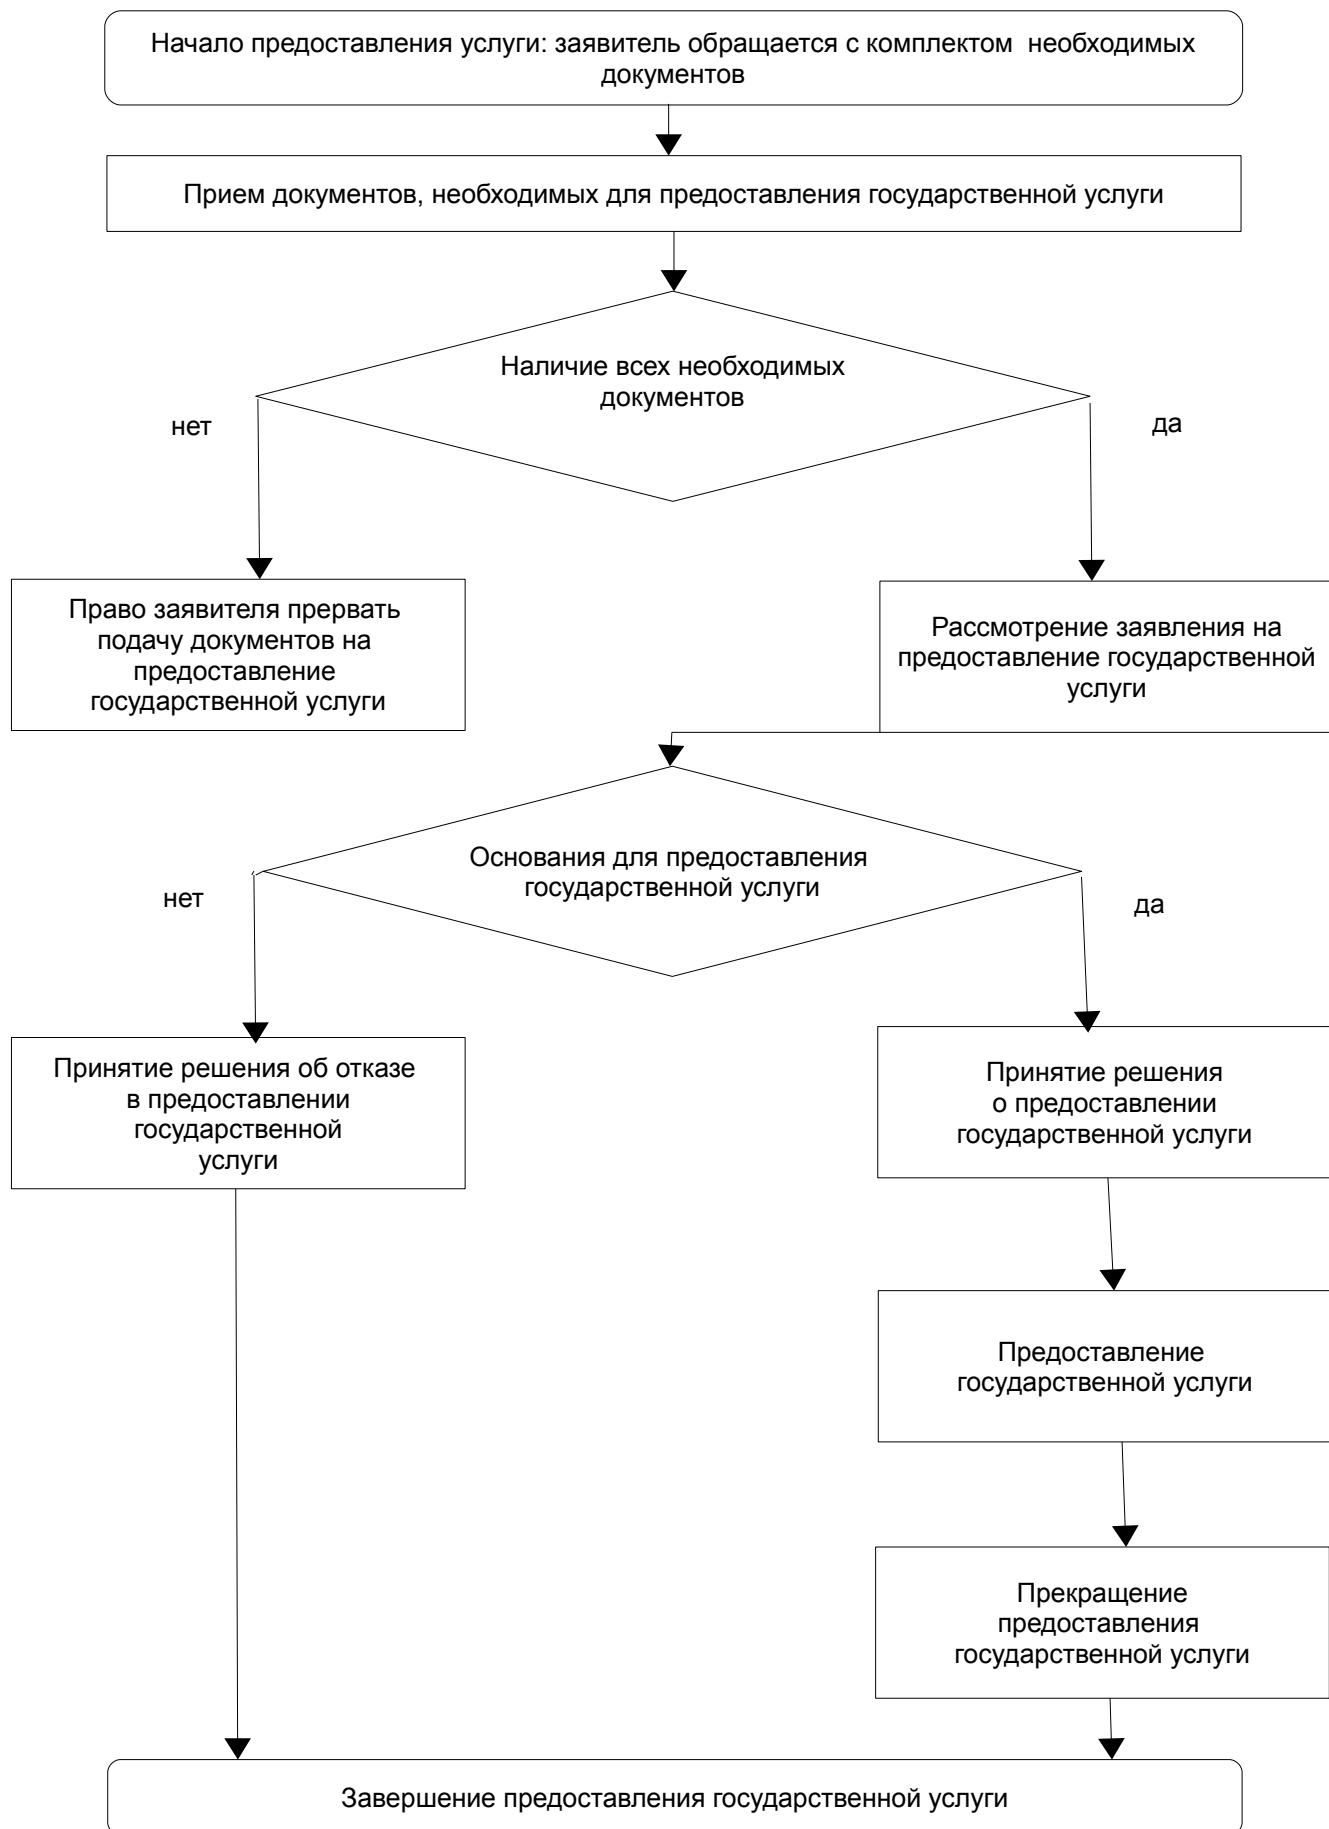 Начало предоставления услуги: заявитель обращается с комплектом  необходимых
документов
Прием документов, необходимых для предоставления государственной услуги
Наличие всех необходимых
документов
нет
да
Право заявителя прервать
подачу документов на
предоставление
государственной услуги
Рассмотрение заявления на
предоставление государственной
услуги
Основания для предоставления
государственной услуги
нет
да
Принятие решения об отказе
в предоставлении
государственной
услуги
Принятие решения
о предоставлении
государственной услуги
Предоставление
государственной услуги
Прекращение
предоставления
государственной услуги
Завершение предоставления государственной услуги